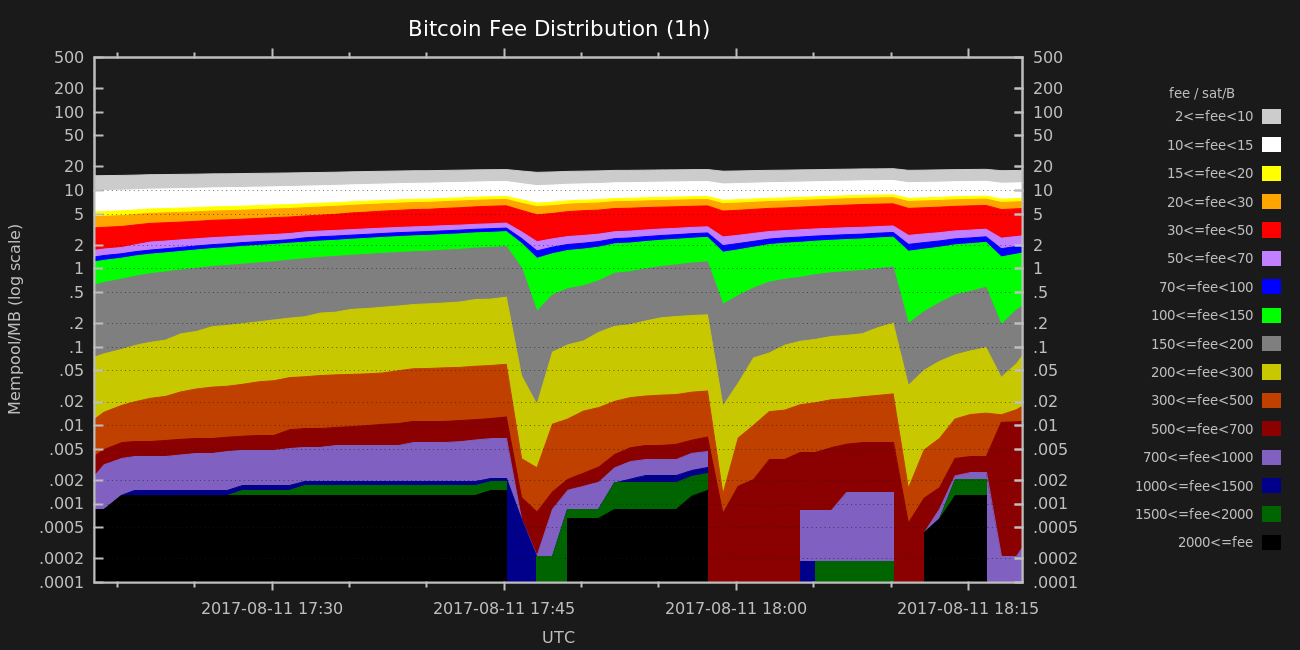 Bitcoin Fee Distribution (1h)
500
200
100
50
20
10
5
2
1
.5
.2
.1
.05
.02
.01
.005
.002
.001
.0005
.0002
.0001
Mempool/MB (log scale)
500
200
100
50
20
10
5
2
1
.5
.2
.1
.05
.02
.01
.005
.002
.001
.0005
.0002
.0001
2017-08-11 17:30
2017-08-11 17:45
2017-08-11 18:00
2017-08-11 18:15
UTC
fee / sat/B
2<=fee<10
10<=fee<15
15<=fee<20
20<=fee<30
30<=fee<50
50<=fee<70
70<=fee<100
100<=fee<150
150<=fee<200
200<=fee<300
300<=fee<500
500<=fee<700
700<=fee<1000
1000<=fee<1500
1500<=fee<2000
2000<=fee